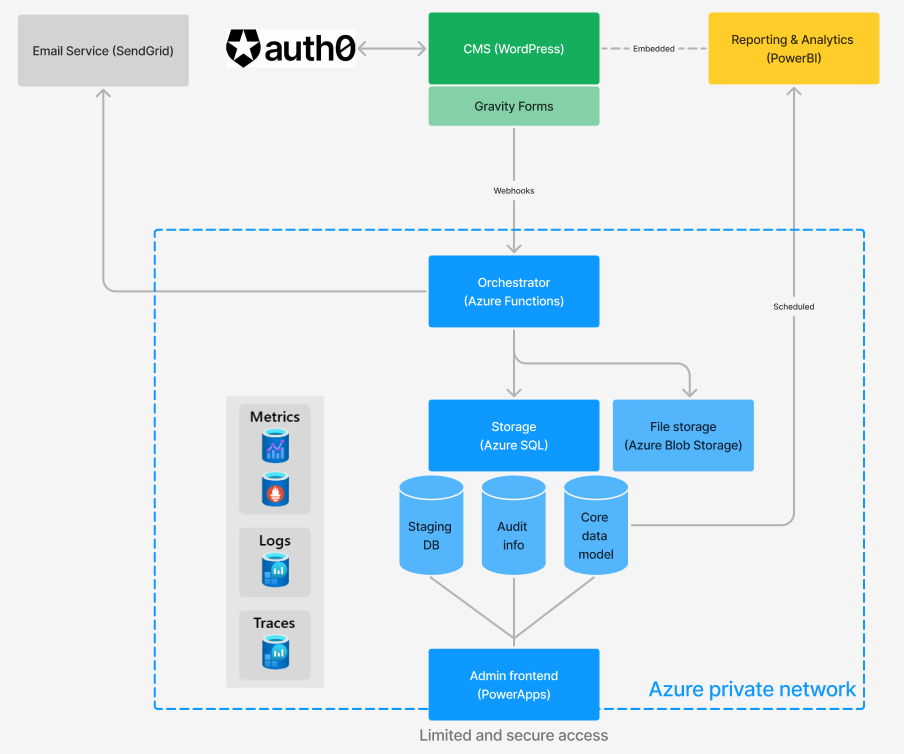 Email Service (SendGrid)
auth0
CMS (WordPress)
Embedded
Reporting & Analytics
(PowerBI)
Gravity Forms
Webhooks
Orchestrator
(Azure Functions)
Scheduled
Metrics
Logs
Traces
Storage
(Azure SQL)
File storage
(Azure Blob Storage)
Staging
DB
Audit
info
Core
data
model
Admin frontend
(PowerApps)
Azure private network
Limited and secure access